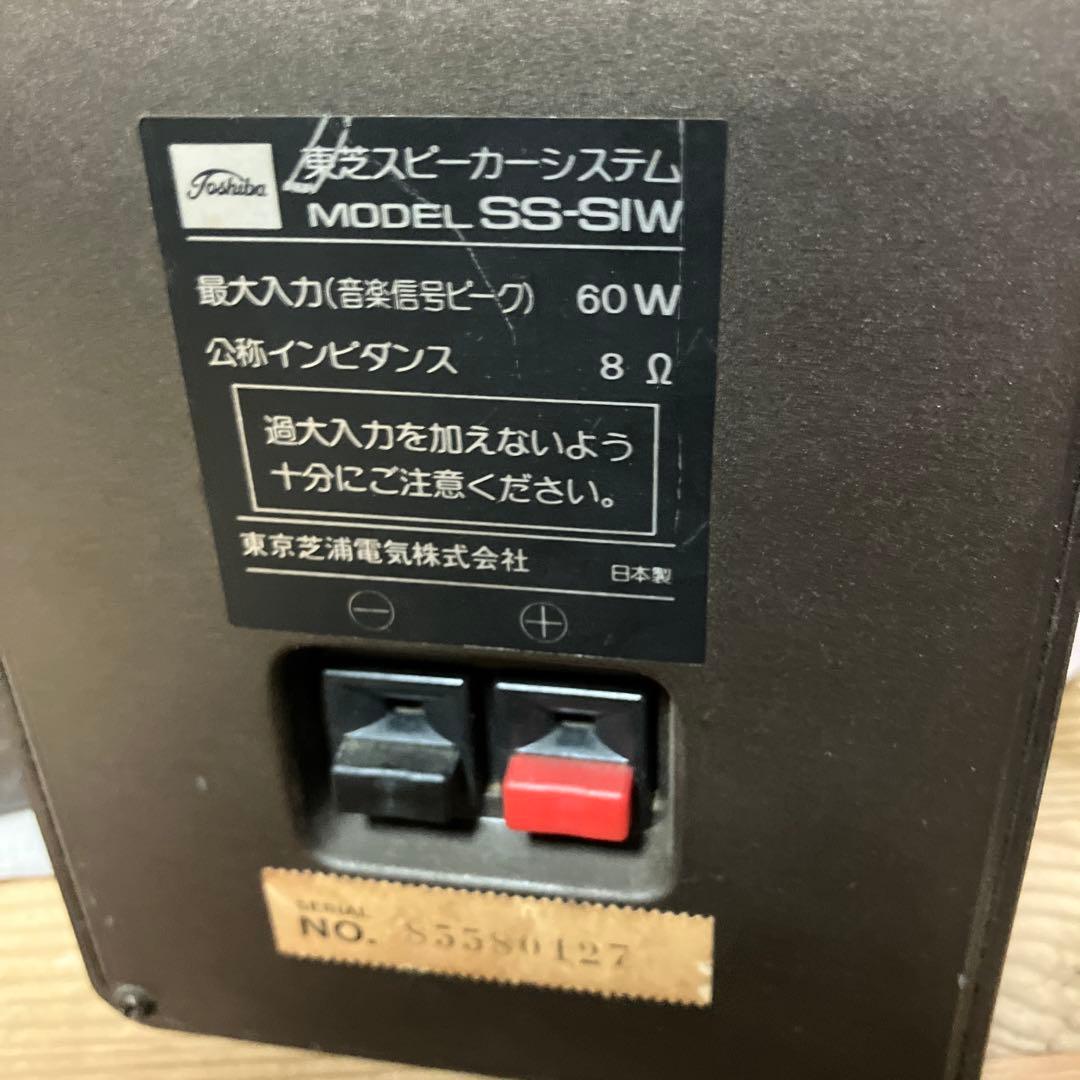 Toshiba
東芝スピーカーシステム
MODEL SS-S1W
最大入力(音楽信号ピーク) 60W
公称インピダンス 8 Ω
過大入力を加えないよう
十分にご注意ください。
東京芝浦電気株式会社 日本製
⊖ ⊕
SERIAL
NO. 85580127